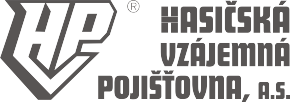 HP ®
HASIČSKÁ
VZÁJEMNÁ
POJIŠŤOVNA, A.S.